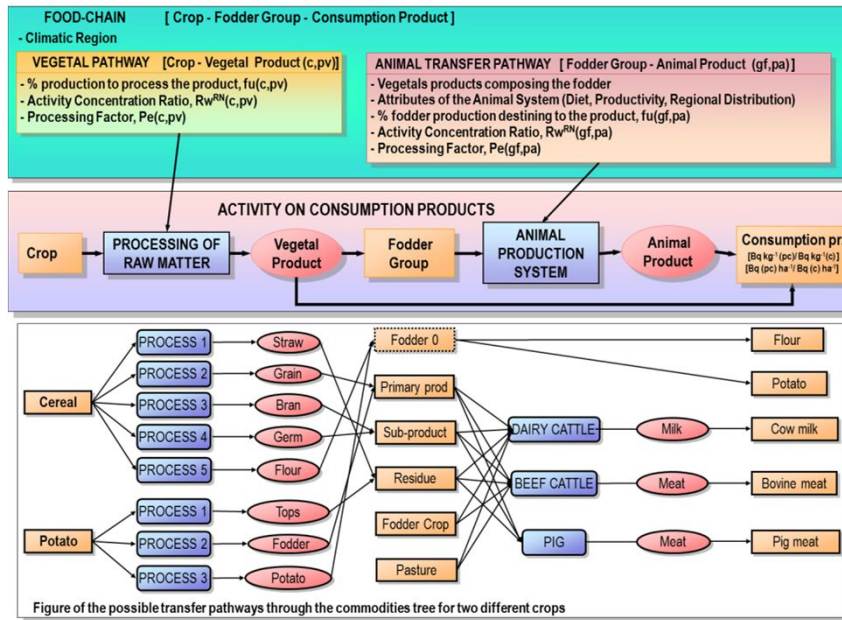 FOOD-CHAIN [ Crop - Fodder Group - Consumption Product ]
- Climatic Region
VEGETAL PATHWAY [Crop - Vegetal Product (c,pv)]
- % production to process the product, fu(c,pv)
- Activity Concentration Ratio, Rw^RN(c,pv)
- Processing Factor, Pe(c,pv)
ANIMAL TRANSFER PATHWAY [ Fodder Group - Animal Product (gf,pa) ]
- Vegetals products composing the fodder
- Attributes of the Animal System (Diet, Productivity, Regional Distribution)
- % fodder production destining to the product, fu(gf,pa)
- Activity Concentration Ratio, Rw^RN(gf,pa)
- Processing Factor, Pe(gf,pa)
ACTIVITY ON CONSUMPTION PRODUCTS
Crop
PROCESSING OF
RAW MATTER
Vegetal
Product
Fodder
Group
ANIMAL
PRODUCTION
SYSTEM
Animal
Product
Consumption pr
[Bq kg⁻¹ (pc)/ Bq kg⁻¹(c) ]
[Bq (pc) ha⁻¹/ Bq (c) ha⁻¹]
Cereal
PROCESS 1
PROCESS 2
PROCESS 3
PROCESS 4
PROCESS 5
Straw
Grain
Bran
Germ
Flour
Potato
PROCESS 1
PROCESS 2
PROCESS 3
Tops
Fodder
Potato
Fodder 0
Primary prod
Sub-product
Residue
Fodder Crop
Pasture
DAIRY CATTLE
BEEF CATTLE
PIG
Milk
Meat
Meat
Flour
Potato
Cow milk
Bovine meat
Pig meat
Figure of the possible transfer pathways through the commodities tree for two different crops